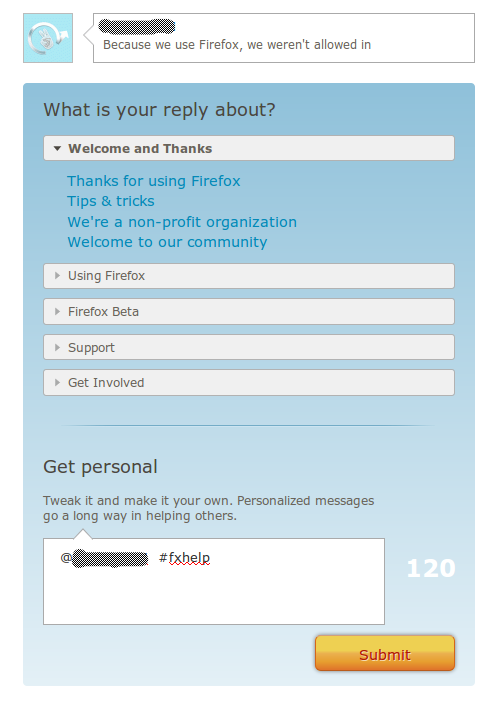 Because we use Firefox, we weren't allowed in
What is your reply about?
Welcome and Thanks
Thanks for using Firefox
Tips & tricks
We're a non-profit organization
Welcome to our community
Using Firefox
Firefox Beta
Support
Get Involved
Get personal
Tweak it and make it your own. Personalized messages
go a long way in helping others.
@ #fxhelp
120
Submit